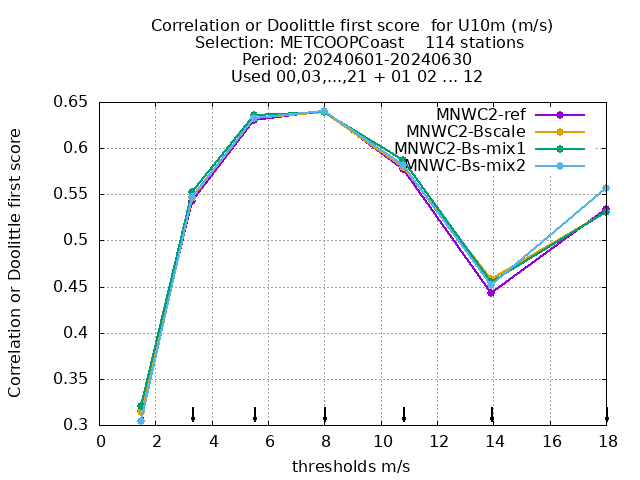 Correlation or Doolittle first score  for U10m (m/s)
Selection: METCOOPCoast    114 stations
Period: 20240601-20240630
Used 00,03,...,21 + 01 02 ... 12
Correlation or Doolittle first score
0.65
0.6
0.55
0.5
0.45
0.4
0.35
0.3
MNWC2-ref
MNWC2-Bscale
MNWC2-Bs-mix1
MNWC-Bs-mix2
0 2 4 6 8 10 12 14 16 18
thresholds m/s